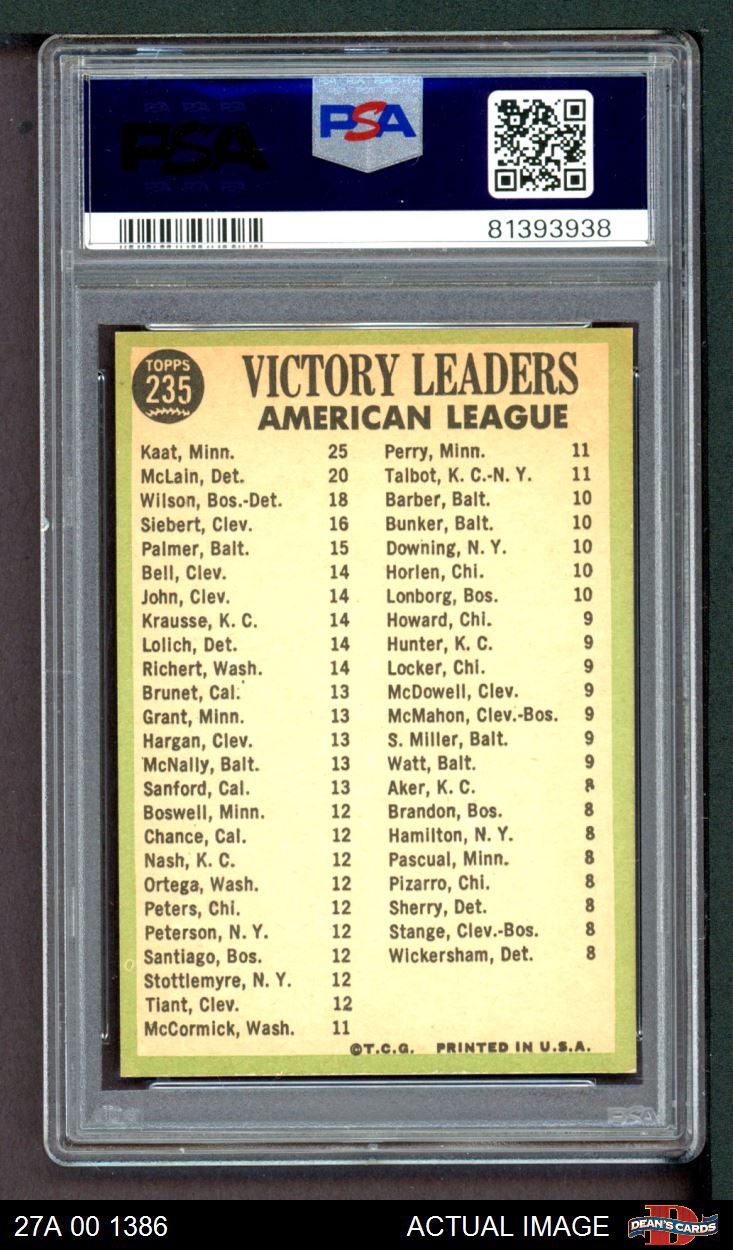 PSA
PSA
81393938
TOPPS
235
VICTORY LEADERS
AMERICAN LEAGUE
Kaat, Minn. 25
McLain, Det. 20
Wilson, Bos.-Det. 18
Siebert, Clev. 16
Palmer, Balt. 15
Bell, Clev. 14
John, Clev. 14
Krausse, K. C. 14
Lolich, Det. 14
Richert, Wash. 14
Brunet, Cal. 13
Grant, Minn. 13
Hargan, Clev. 13
McNally, Balt. 13
Sanford, Cal. 13
Boswell, Minn. 12
Chance, Cal. 12
Nash, K. C. 12
Ortega, Wash. 12
Peters, Chi. 12
Peterson, N. Y. 12
Santiago, Bos. 12
Stottlemyre, N. Y. 12
Tiant, Clev. 12
McCormick, Wash. 11
Perry, Minn. 11
Talbot, K. C.-N. Y. 11
Barber, Balt. 10
Bunker, Balt. 10
Downing, N. Y. 10
Horlen, Chi. 10
Lonborg, Bos. 10
Howard, Chi. 9
Hunter, K. C. 9
Locker, Chi. 9
McDowell, Clev. 9
McMahon, Clev.-Bos. 9
S. Miller, Balt. 9
Watt, Balt. 9
Aker, K. C. 8
Brandon, Bos. 8
Hamilton, N. Y. 8
Pascual, Minn. 8
Pizarro, Chi. 8
Sherry, Det. 8
Stange, Clev.-Bos. 8
Wickersham, Det. 8
©T.C.G. PRINTED IN U.S.A.
PSA
27A 00 1386 ACTUAL IMAGE DEAN'S CARDS